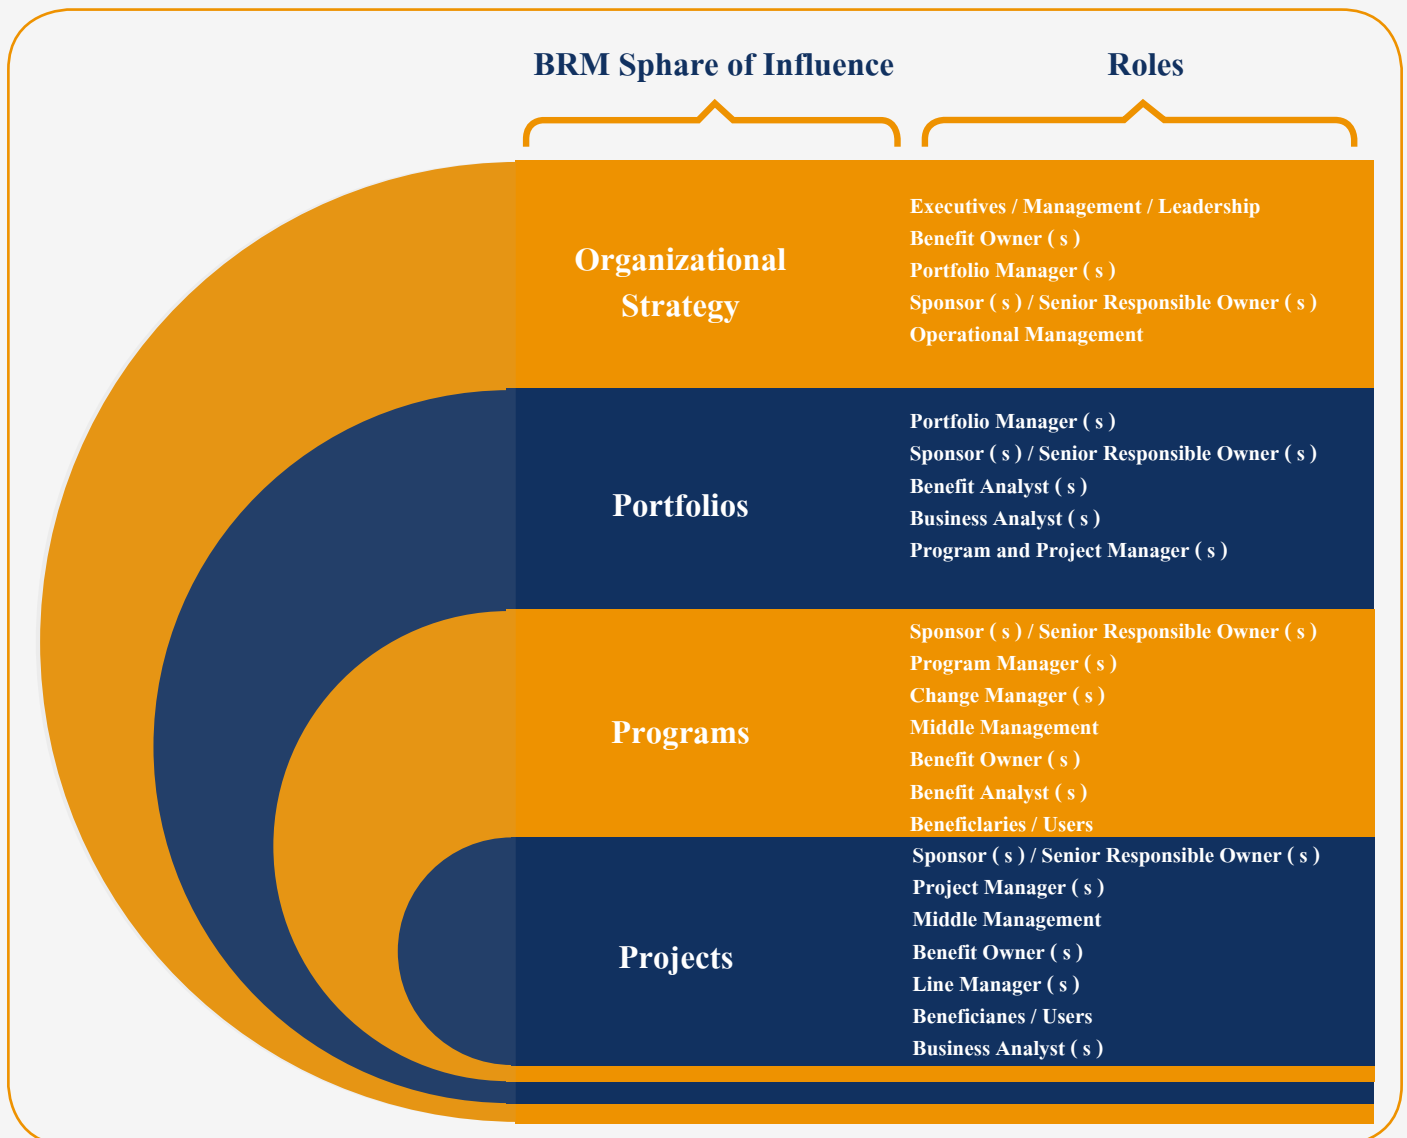 BRM Sphare of Influence
Roles
Organizational
Strategy
Executives / Management / Leadership
Benefit Owner ( s )
Portfolio Manager ( s )
Sponsor ( s ) / Senior Responsible Owner ( s )
Operational Management
Portfolios
Portfolio Manager ( s )
Sponsor ( s ) / Senior Responsible Owner ( s )
Benefit Analyst ( s )
Business Analyst ( s )
Program and Project Manager ( s )
Programs
Sponsor ( s ) / Senior Responsible Owner ( s )
Program Manager ( s )
Change Manager ( s )
Middle Management
Benefit Owner ( s )
Benefit Analyst ( s )
Beneficlaries / Users
Projects
Sponsor ( s ) / Senior Responsible Owner ( s )
Project Manager ( s )
Middle Management
Benefit Owner ( s )
Line Manager ( s )
Beneficianes / Users
Business Analyst ( s )